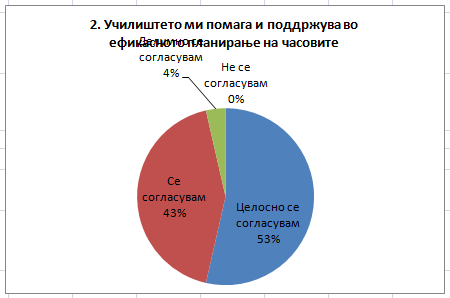 2. Училиштето ми помага и поддржува во
ефикасното планирање на часовите
согласувам
4%
Не се
согласувам
0%
Се
согласувам
43%
Целосно се
согласувам
53%